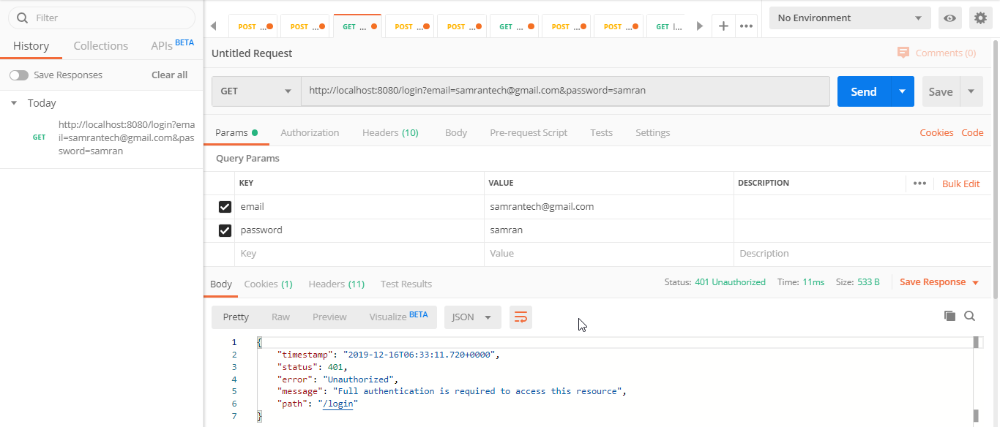 Filter
History Collections APIs BETA
Save Responses Clear all
Today
GET http://localhost:8080/login?ema
il=samrantech@gmail.com&pas
sword=samran
POST ... POST ... GET ... POST ... POST ... GET ... POST ... POST ... GET |...
No Environment
Untitled Request Comments (0)
GET http://localhost:8080/login?email=samrantech@gmail.com&password=samran Send Save
Params Authorization Headers (10) Body Pre-request Script Tests Settings Cookies Code
Query Params
KEY VALUE DESCRIPTION Bulk Edit
email samrantech@gmail.com
password samran
Key Value Description
Body Cookies (1) Headers (11) Test Results Status: 401 Unauthorized Time: 11ms Size: 533 B Save Response
Pretty Raw Preview Visualize BETA JSON
1 {
2 "timestamp": "2019-12-16T06:33:11.720+0000",
3 "status": 401,
4 "error": "Unauthorized",
5 "message": "Full authentication is required to access this resource",
6 "path": "/login"
7 }